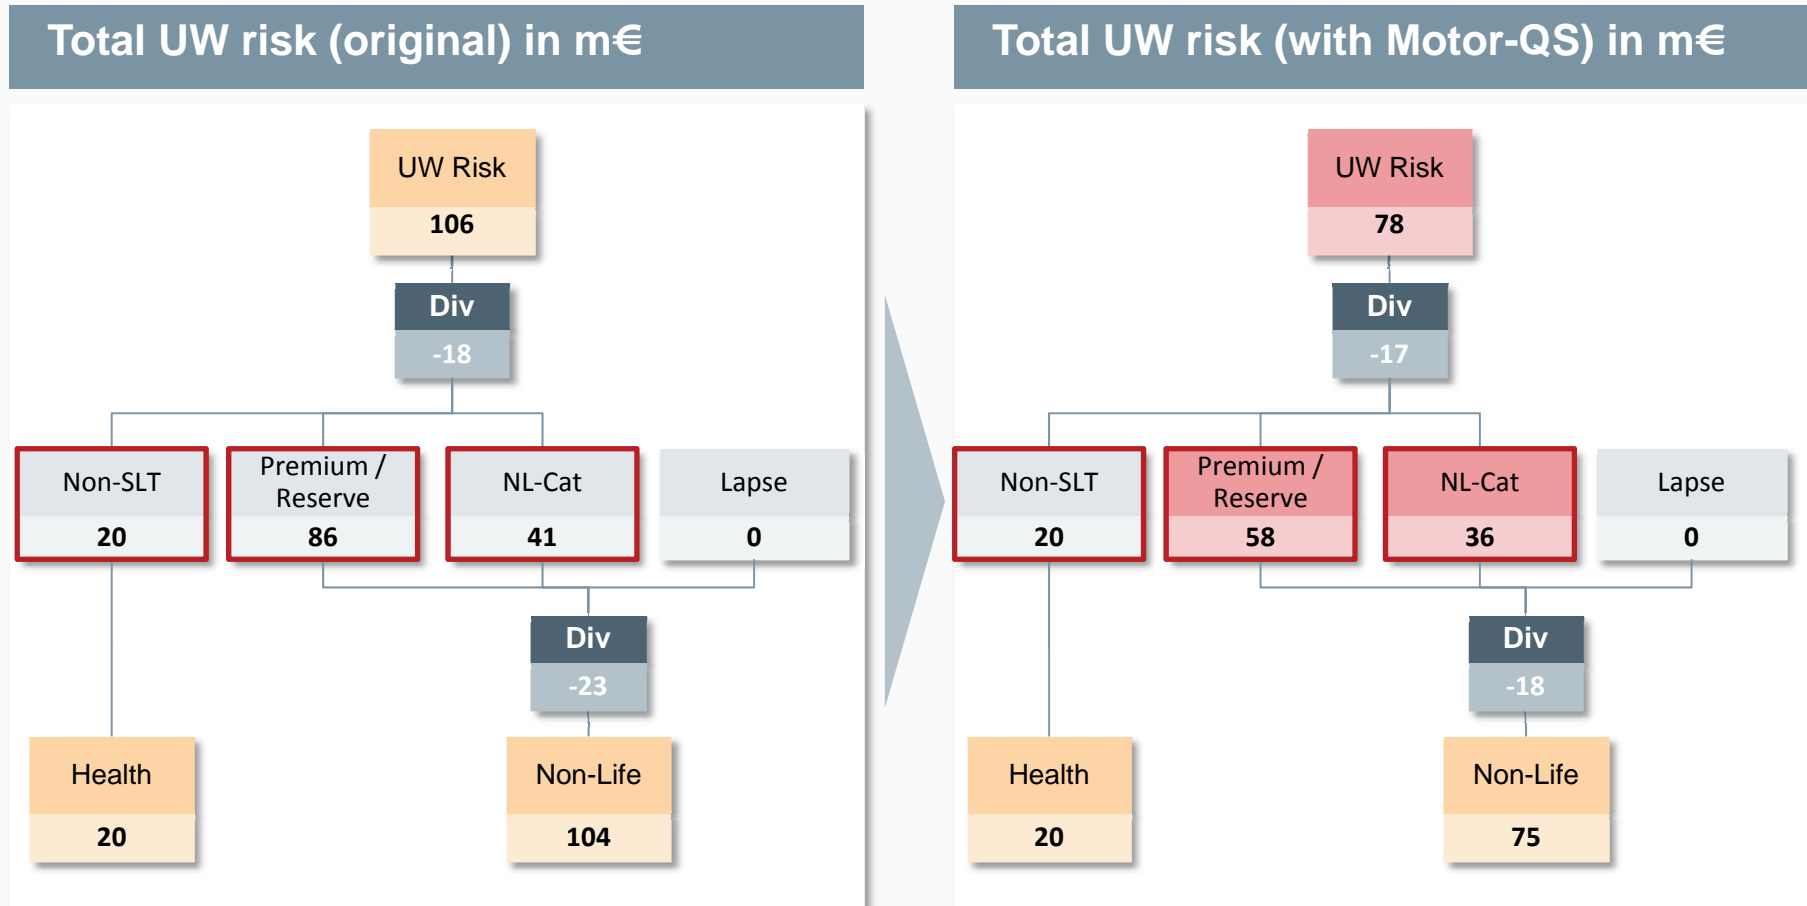 Total UW risk (original) in m€
UW Risk
106
Div
-18
Non-SLT
20
Premium /
Reserve
86
NL-Cat
41
Lapse
0
Div
-23
Health
20
Non-Life
104
Total UW risk (with Motor-QS) in m€
UW Risk
78
Div
-17
Non-SLT
20
Premium /
Reserve
58
NL-Cat
36
Lapse
0
Div
-18
Health
20
Non-Life
75